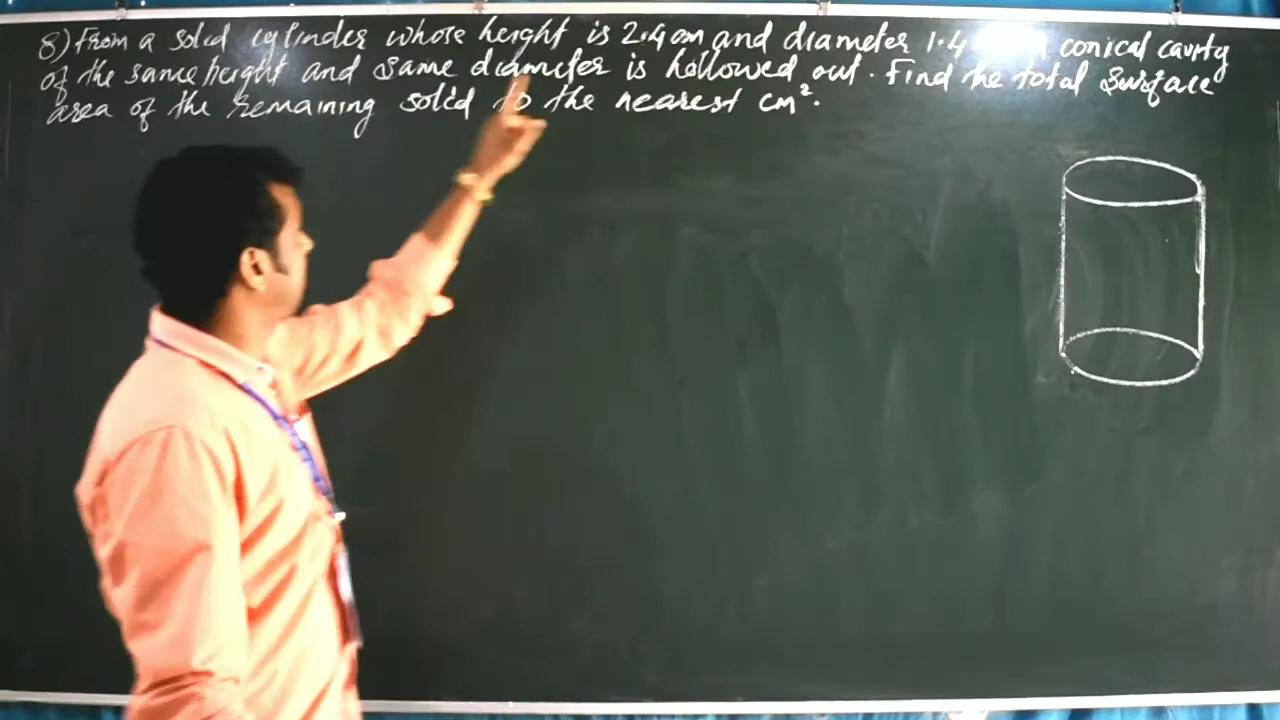 8) From a solid cylinder whose height is 2.4 cm and diameter 1.4 conical cavity
of the same height and same diameter is hollowed out. Find the total surface
area of the remaining solid to the nearest cm².